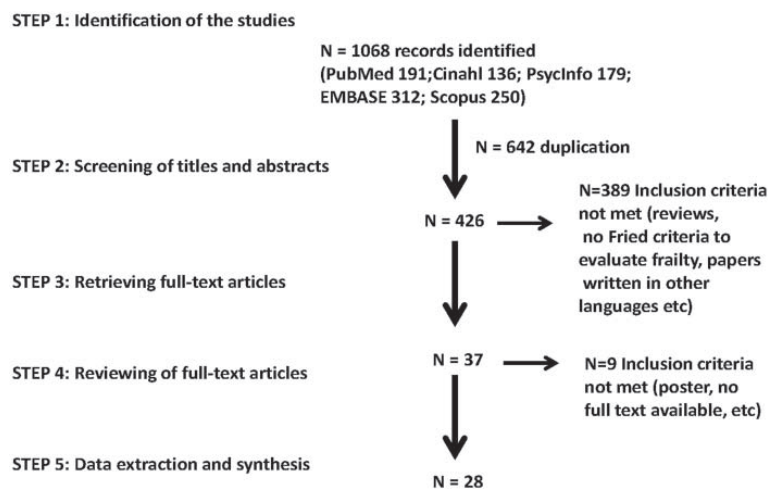 STEP 1: Identification of the studies
N = 1068 records identified
(PubMed 191;Cinahl 136; PsycInfo 179;
EMBASE 312; Scopus 250)
N = 642 duplication
STEP 2: Screening of titles and abstracts
N = 426
N=389 Inclusion criteria
not met (reviews,
no Fried criteria to
evaluate frailty, papers
written in other
languages etc)
STEP 3: Retrieving full-text articles
N = 37
N=9 Inclusion criteria
not met (poster, no
full text available, etc)
STEP 4: Reviewing of full-text articles
STEP 5: Data extraction and synthesis
N = 28